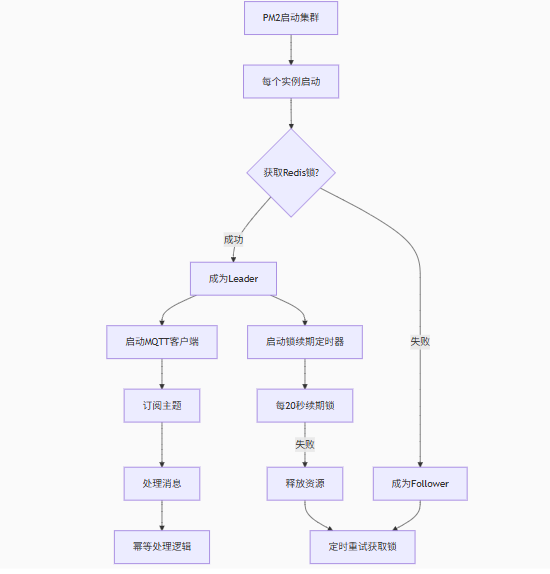 PM2启动集群
每个实例启动
获取Redis锁?
成功
成为Leader
启动MQTT客户端
启动锁续期定时器
失败
订阅主题
每20秒续期锁
失败
处理消息
释放资源
成为Follower
幂等处理逻辑
定时重试获取锁